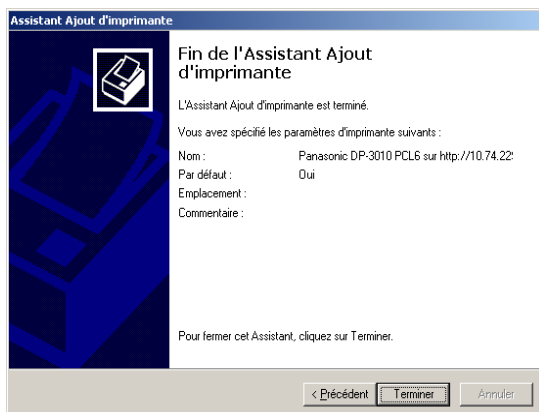 Assistant Ajout d'imprimante
Fin de l'Assistant Ajout
d'imprimante
L'Assistant Ajout d'imprimante est terminé.
Vous avez spécifié les paramètres d'imprimante suivants :
Nom : Panasonic DP-3010 PCL6 sur http://10.74.22
Par défaut : Oui
Emplacement :
Commentaire :
Pour fermer cet Assistant, cliquez sur Terminer.
< Précédent Terminer Annuler